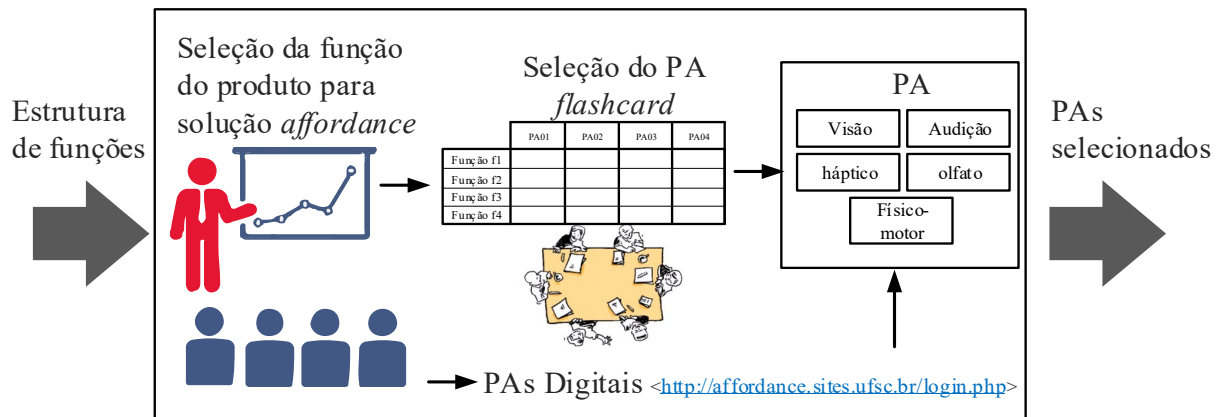 Estrutura
de funções
Seleção da função
do produto para
solução affordance
Seleção do PA
flashcard
PA01 PA02 PA03 PA04
Função f1
Função f2
Função f3
Função f4
PA
Visão Audição
háptico olfato
Físico-
motor
PAs
selecionados
PAs Digitais <http://affordance.sites.ufsc.br/login.php>